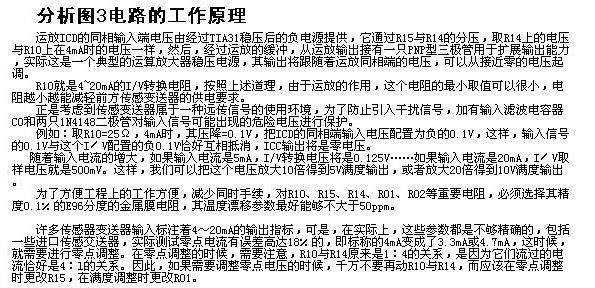 分析图3电路的工作原理
运放ICD的同相输入端电压由经过TIA31稳压后的负电源提供，它通过R15与R14的分压，取R14上的电压
与R10上在4mA时的电压一样，然后，经过运放的缓冲，从运放输出接有一只PNP型三极管用于扩展输出能力
，实际这是一个典型的运算放大器稳压电源，其输出将跟随着运放同相端的电压，可以从接近零的电压起
调。
R10就是4~20mA的I/V转换电阻，按照上述道理，由于运放的作用，这个电阻的最小取值可以很小，电
阻越小越能减轻前方传感变送器的供电要求。
正是考虑到传感变送器属于一种远传信号的使用环境，为了防止引入干扰信号，加有输入滤波电容器
C0和两只1N4148二极管对输入信号可能出现的危险电压进行保护。
例如：取R10=25Ω，4mA时，其压降=0.1V，把ICD的同相端输入电压配置为负的0.1V，这样，输入信号
的0.1V与这个I/V配置的负0.1V恰好互相抵消，ICC输出将是零电压。
随着输入电流的增大，如果输入电流是5mA，I/V转换电压将是0.125V……如果输入电流是20mA，I/V取
样电压就是500mV。这样，我们可以把这个电压放大10倍得到5V满度输出，或者放大20倍得到10V满度输出
。
为了方便工程上的工作方便，减少同时手续，对R10、R15、R14、R01、R02等重要电阻，必须选择其精
度0.1%的E96分度的金属膜电阻，其温度漂移参数最好能够不大于50ppm。
许多传感器变送器输入标注着4～20mA的输出指标，可是，在实际上，这些参数都是不够精确的，包括
一些进口传感交送器，实际测试零点电流有误差高达18%的，即标称的4mA变成了3.3mA或4.7mA，这时候，
就需要进行零点调整。在零点调整的时候，需要注意，R10与R14原来是1：4的关系，是因为它们流过的电
流恰好是4：1的关系。因此，如果需要调整零点电压的时候，千万不要再动R10与R14，而应该在零点调整
时更改R15，在满度调整时更改R01。